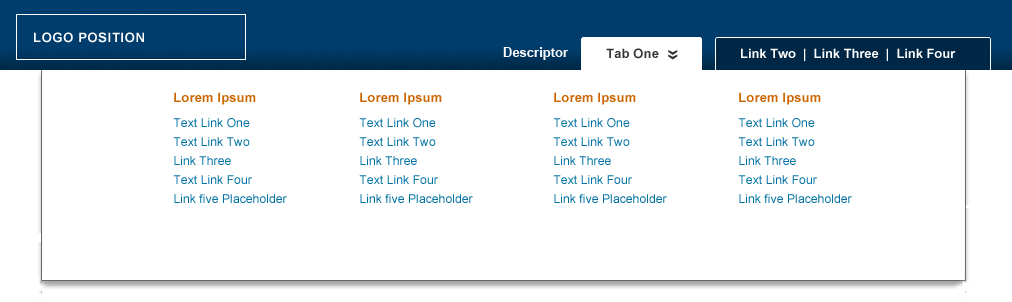 LOGO POSITION
Descriptor
Tab One
Link Two | Link Three | Link Four
Lorem Ipsum
Text Link One
Text Link Two
Link Three
Text Link Four
Link five Placeholder
Lorem Ipsum
Text Link One
Text Link Two
Link Three
Text Link Four
Link five Placeholder
Lorem Ipsum
Text Link One
Text Link Two
Link Three
Text Link Four
Link five Placeholder
Lorem Ipsum
Text Link One
Text Link Two
Link Three
Text Link Four
Link five Placeholder